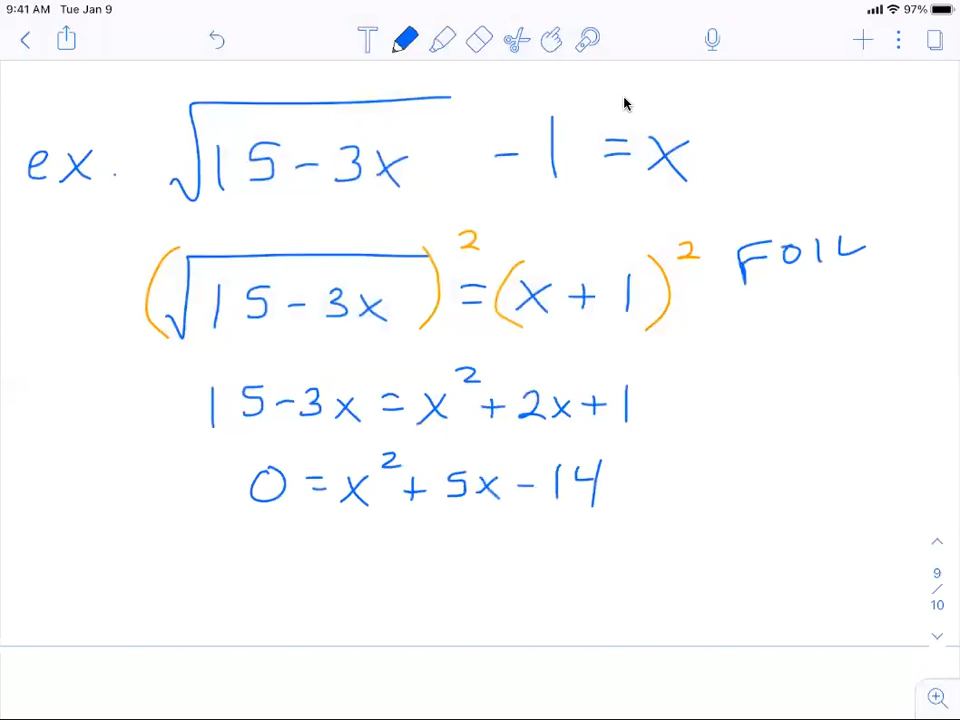 9:41 AM Tue Jan 9 97%
T
ex. √15-3x - 1 = x
(√15-3x)² = (x + 1)² FOIL
15-3x = x² + 2x + 1
0 = x² + 5x - 14
9
/
10